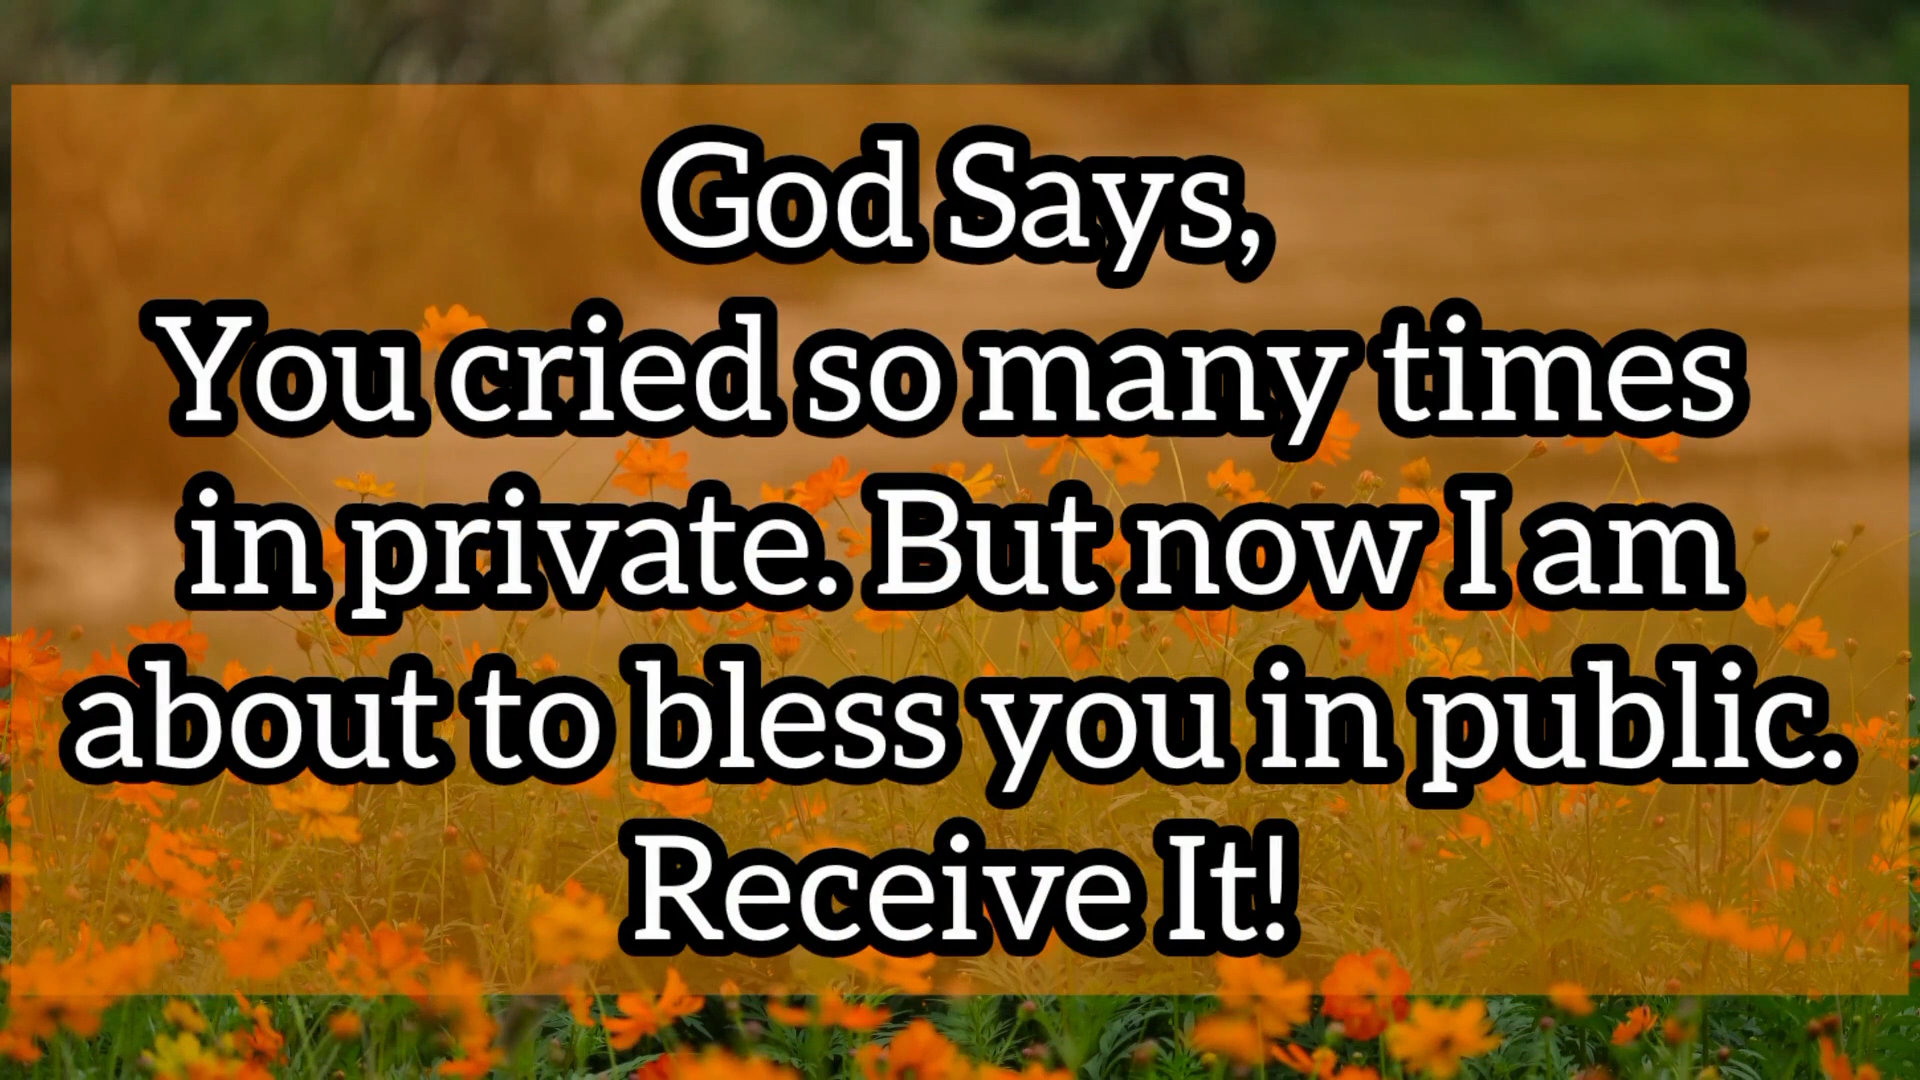 God Says,
You cried so many times
in private. But now I am
about to bless you in public.
Receive It!